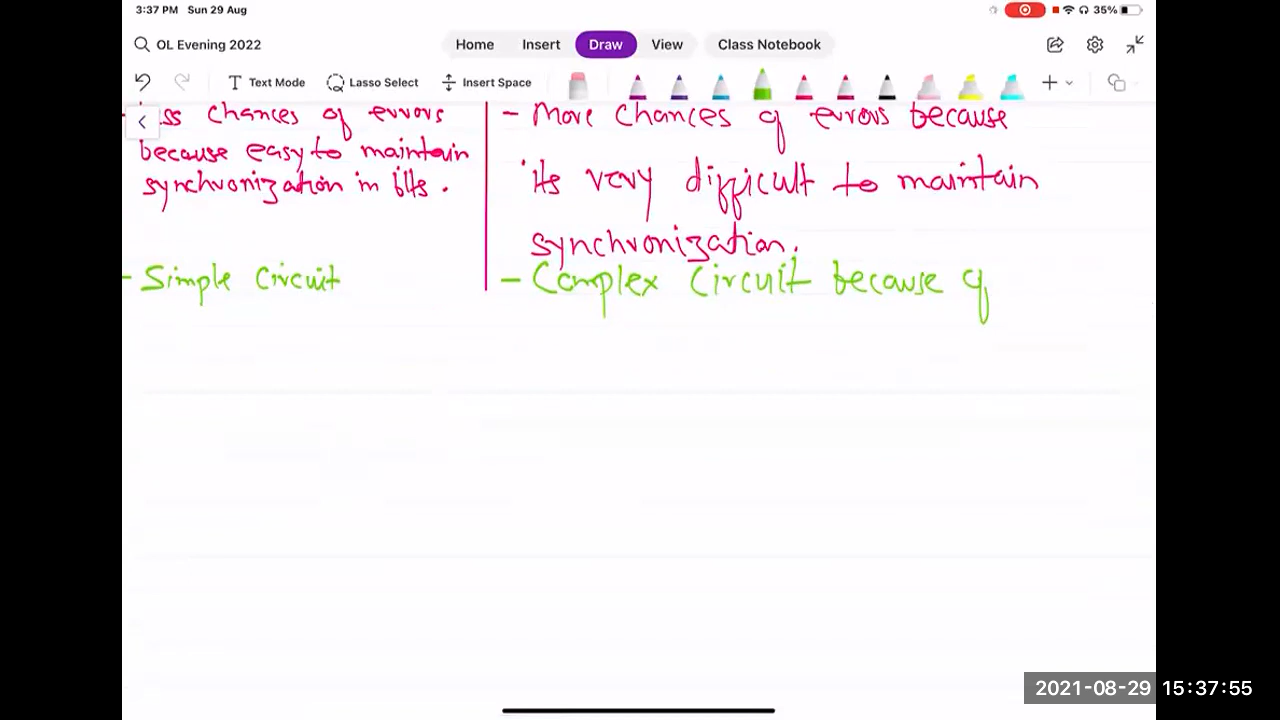 3:37 PM Sun 29 Aug
35%
OL Evening 2022
Home Insert Draw View Class Notebook
Text Mode Lasso Select Insert Space
chances of errors
because easy to maintain
synchronization in bits.
- More chances of errors because
its very difficult to maintain
synchronization.
- Simple Circuit
- Complex Circuit because of
2021-08-29 15:37:55